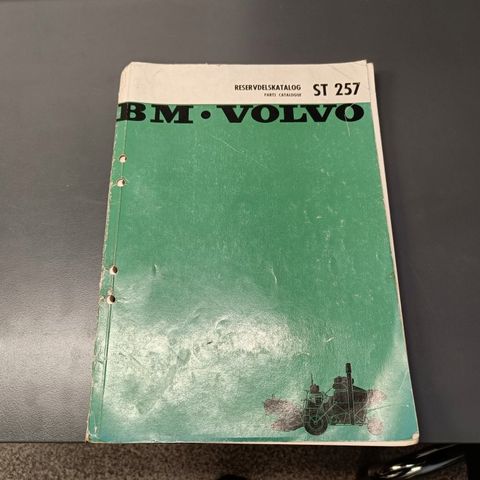 RESERVDELSKATALOG ST 257
PARTS CATALOGUE
BM • VOLVO